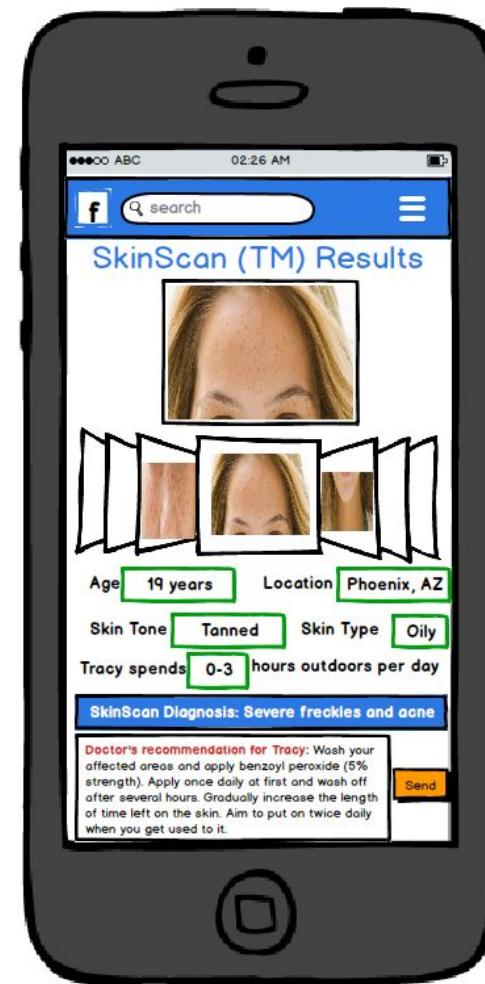 ABC 02:26 AM
f search
SkinScan (TM) Results
Age 19 years Location Phoenix, AZ
Skin Tone Tanned Skin Type Oily
Tracy spends 0-3 hours outdoors per day
SkinScan Diagnosis: Severe freckles and acne
Doctor's recommendation for Tracy: Wash your
affected areas and apply benzoyl peroxide (5%
strength). Apply once daily at first and wash off
after several hours. Gradually increase the length
of time left on the skin. Aim to put on twice daily
when you get used to it.
Send